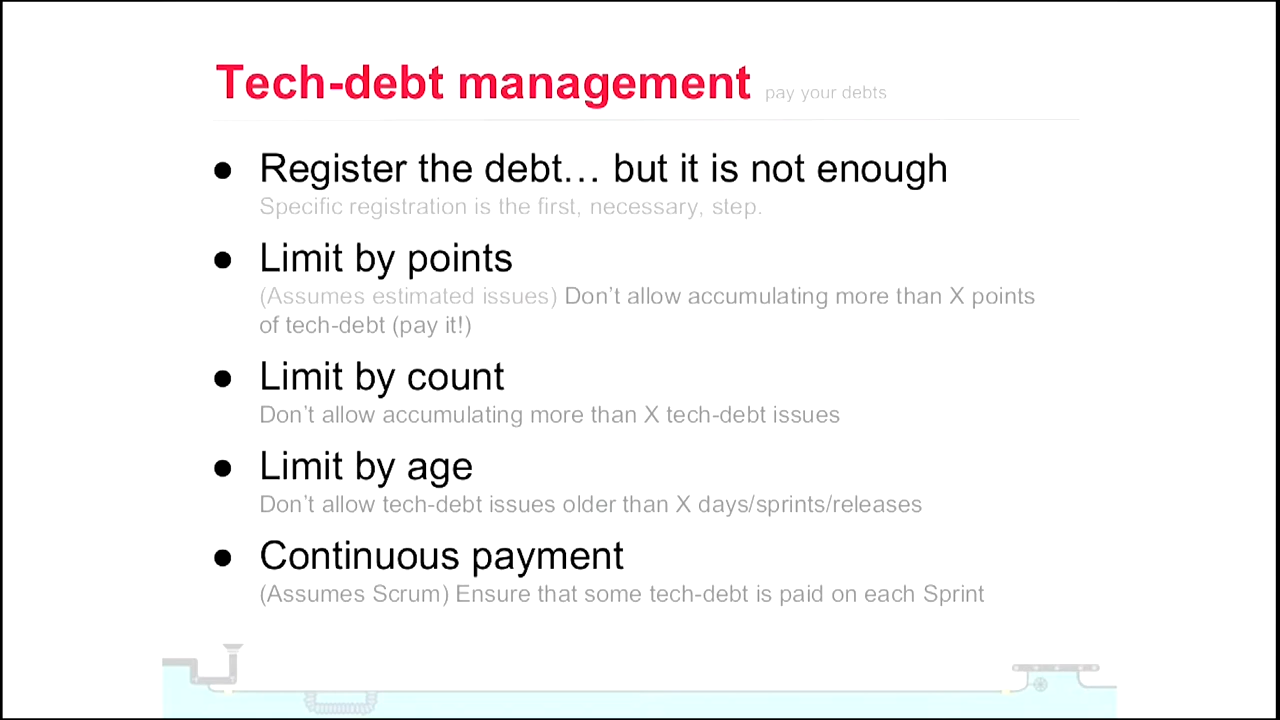 Tech-debt management pay your debts
● Register the debt… but it is not enough
Specific registration is the first, necessary, step.
● Limit by points
(Assumes estimated issues) Don’t allow accumulating more than X points
of tech-debt (pay it!)
● Limit by count
Don’t allow accumulating more than X tech-debt issues
● Limit by age
Don’t allow tech-debt issues older than X days/sprints/releases
● Continuous payment
(Assumes Scrum) Ensure that some tech-debt is paid on each Sprint